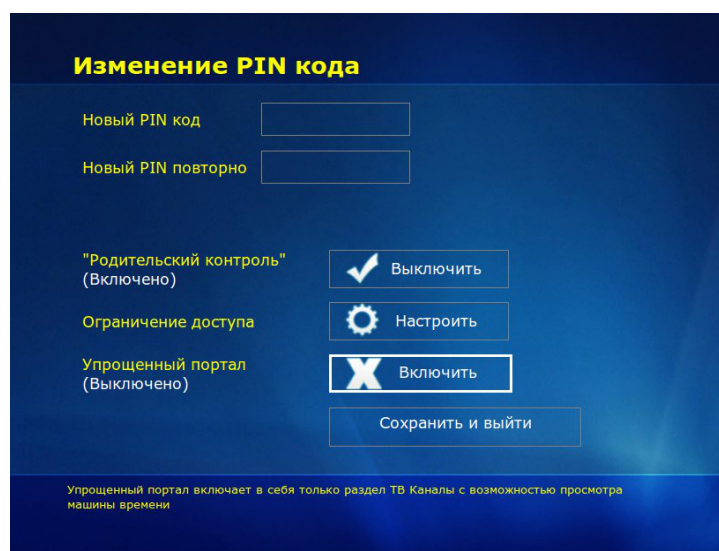 Изменение PIN кода
Новый PIN код
Новый PIN повторно
"Родительский контроль"
(Включено)
Выключить
Ограничение доступа
Настроить
Упрощенный портал
(Выключено)
Включить
Сохранить и выйти
Упрощенный портал включает в себя только раздел ТВ Каналы с возможностью просмотра
машины времени